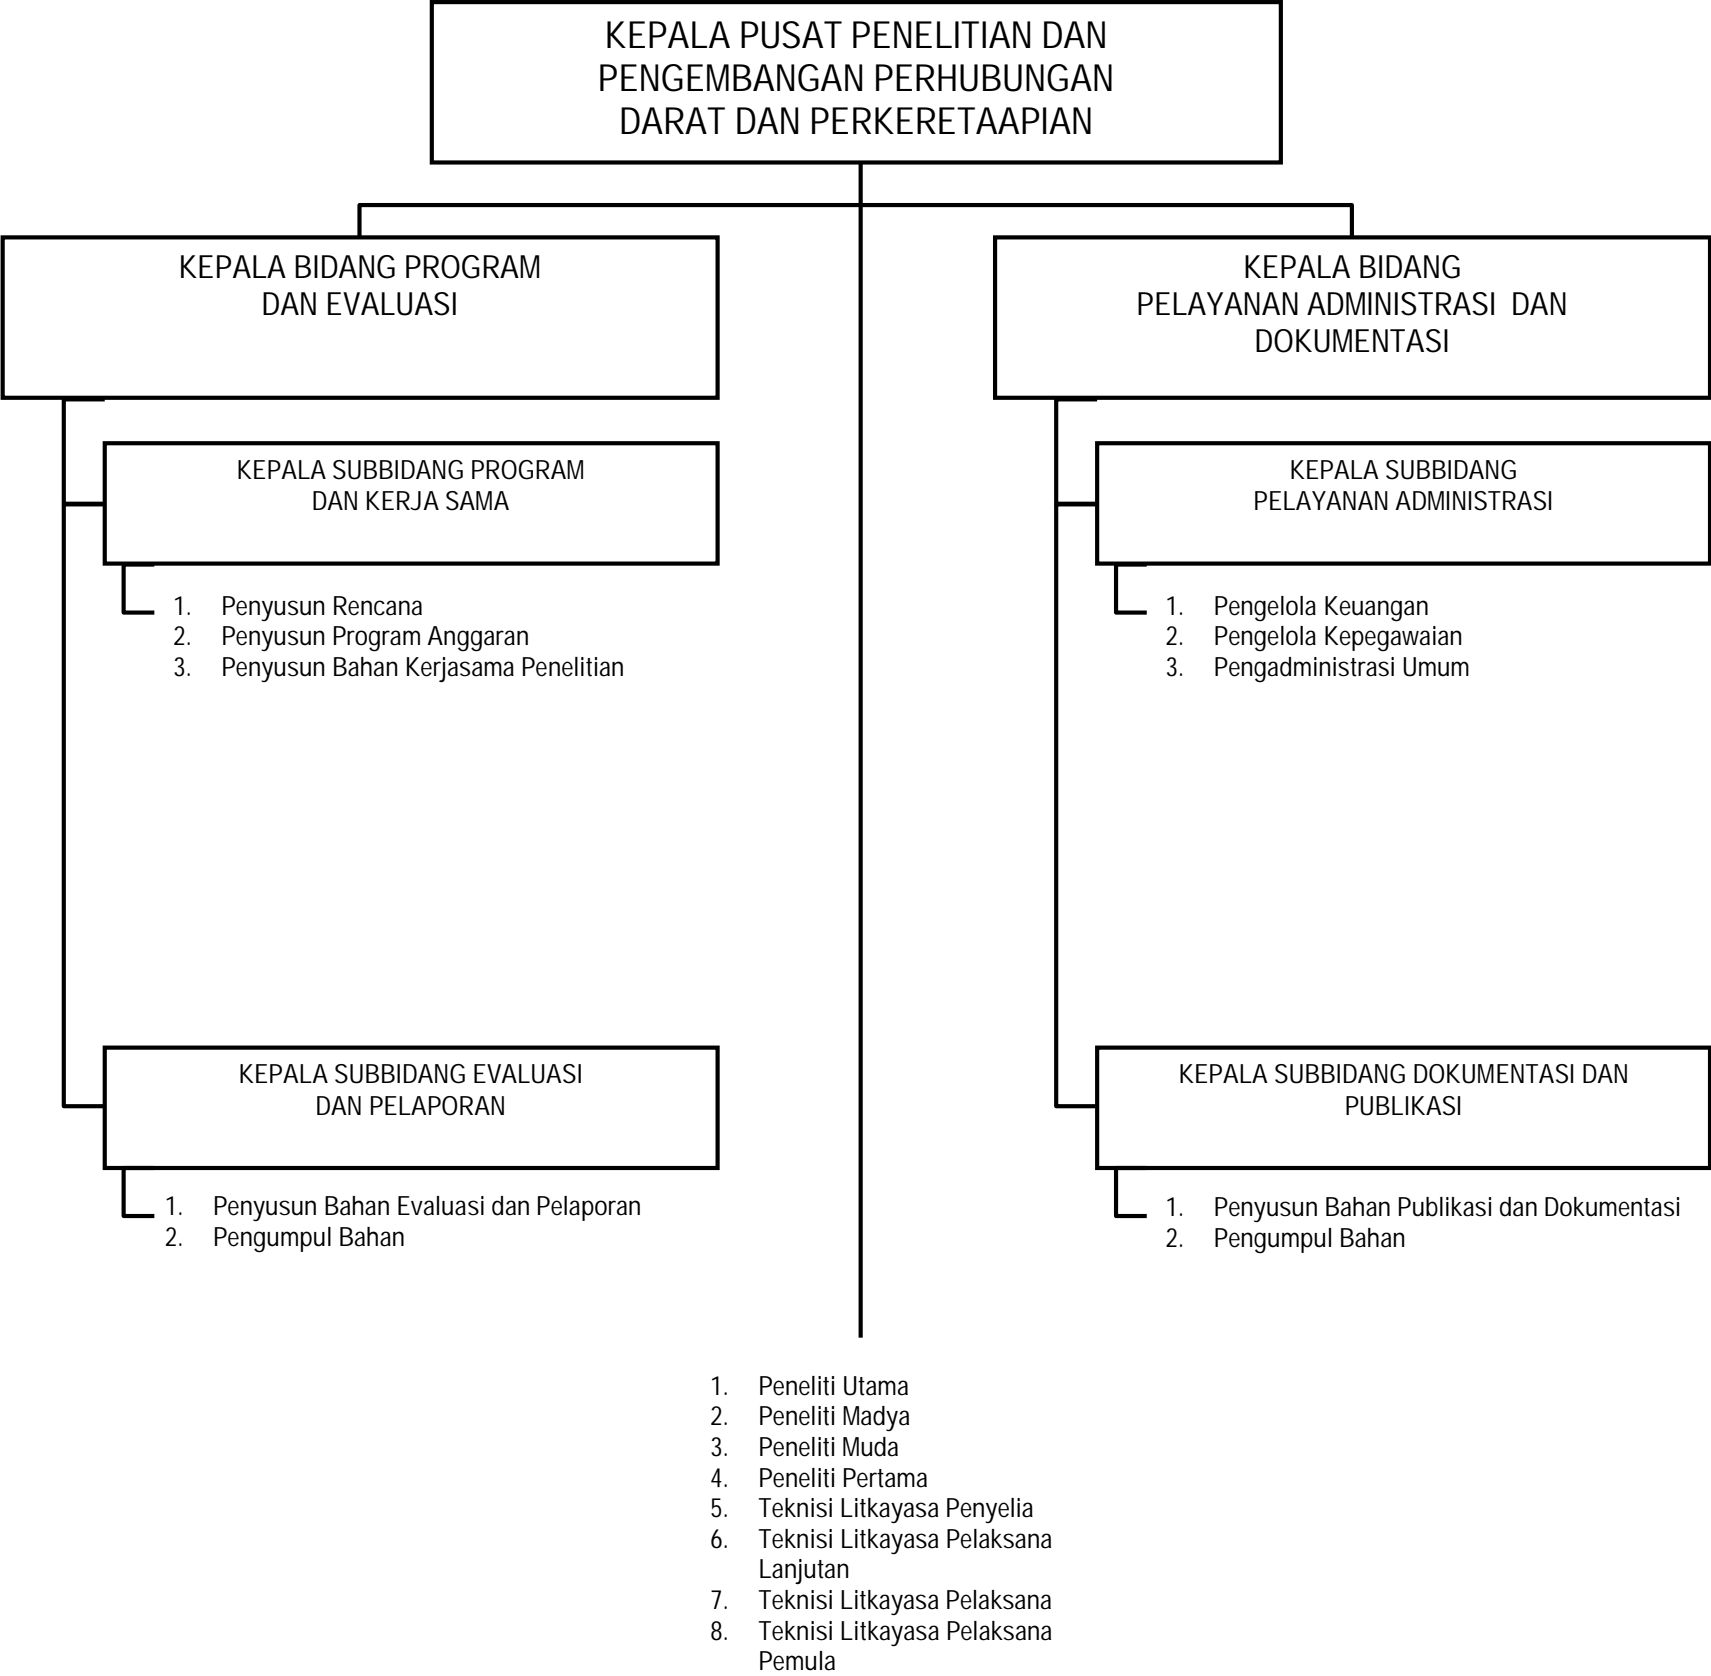 KEPALA PUSAT PENELITIAN DAN
PENGEMBANGAN PERHUBUNGAN
DARAT DAN PERKERETAAPIAN
KEPALA BIDANG PROGRAM
DAN EVALUASI
KEPALA SUBBIDANG PROGRAM
DAN KERJA SAMA
1. Penyusun Rencana
2. Penyusun Program Anggaran
3. Penyusun Bahan Kerjasama Penelitian
KEPALA SUBBIDANG EVALUASI
DAN PELAPORAN
1. Penyusun Bahan Evaluasi dan Pelaporan
2. Pengumpul Bahan
KEPALA BIDANG
PELAYANAN ADMINISTRASI DAN
DOKUMENTASI
KEPALA SUBBIDANG
PELAYANAN ADMINISTRASI
1. Pengelola Keuangan
2. Pengelola Kepegawaian
3. Pengadministrasi Umum
KEPALA SUBBIDANG DOKUMENTASI DAN
PUBLIKASI
1. Penyusun Bahan Publikasi dan Dokumentasi
2. Pengumpul Bahan
1. Peneliti Utama
2. Peneliti Madya
3. Peneliti Muda
4. Peneliti Pertama
5. Teknisi Litkayasa Penyelia
6. Teknisi Litkayasa Pelaksana
Lanjutan
7. Teknisi Litkayasa Pelaksana
8. Teknisi Litkayasa Pelaksana
Pemula